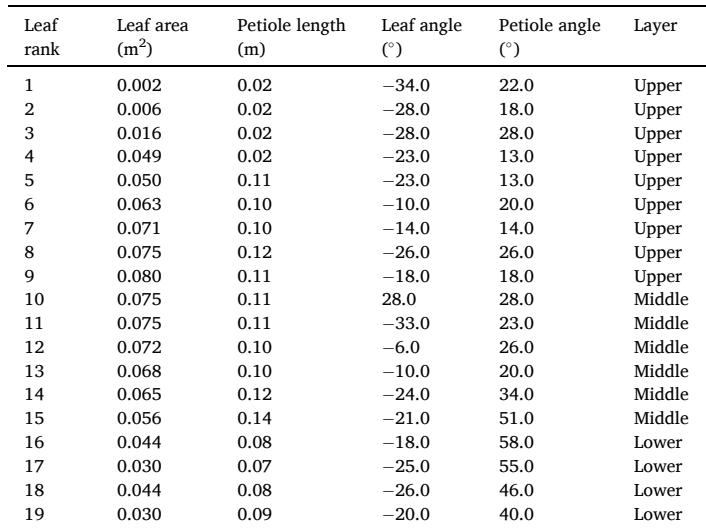 Leaf rank Leaf area (m²) Petiole length (m) Leaf angle (°) Petiole angle (°) Layer
1 0.002 0.02 −34.0 22.0 Upper
2 0.006 0.02 −28.0 18.0 Upper
3 0.016 0.02 −28.0 28.0 Upper
4 0.049 0.02 −23.0 13.0 Upper
5 0.050 0.11 −23.0 13.0 Upper
6 0.063 0.10 −10.0 20.0 Upper
7 0.071 0.10 −14.0 14.0 Upper
8 0.075 0.12 −26.0 26.0 Upper
9 0.080 0.11 −18.0 18.0 Upper
10 0.075 0.11 28.0 28.0 Middle
11 0.075 0.11 −33.0 23.0 Middle
12 0.072 0.10 −6.0 26.0 Middle
13 0.068 0.10 −10.0 20.0 Middle
14 0.065 0.12 −24.0 34.0 Middle
15 0.056 0.14 −21.0 51.0 Middle
16 0.044 0.08 −18.0 58.0 Lower
17 0.030 0.07 −25.0 55.0 Lower
18 0.044 0.08 −26.0 46.0 Lower
19 0.030 0.09 −20.0 40.0 Lower